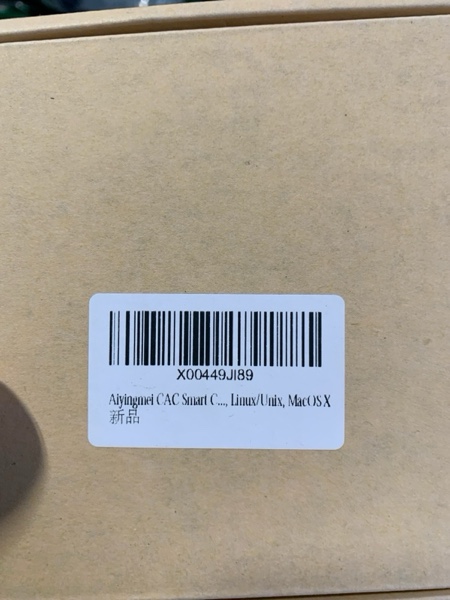 X00449JI89
Aiyingmei CAC Smart C..., Linux/Unix, MacOS X
新品